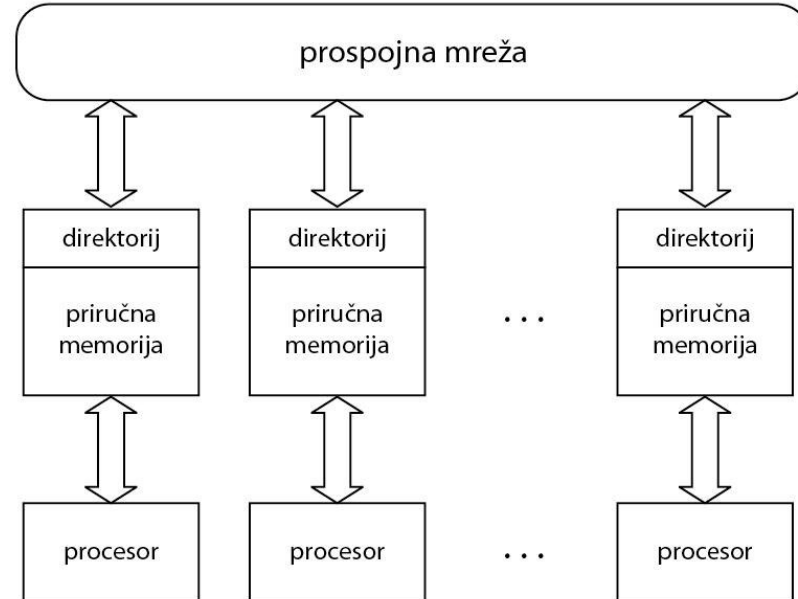 prospojna mreža
direktorij
direktorij
direktorij
priručna
memorija
priručna
memorija
. . .
priručna
memorija
procesor
procesor
. . .
procesor